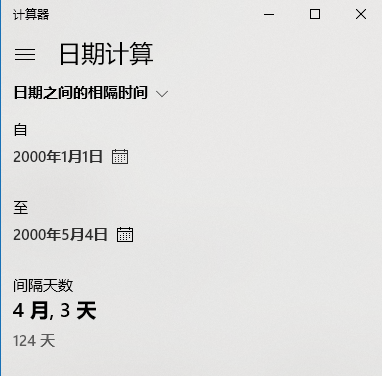 计算器
日期计算
日期之间的相隔时间
自
2000年1月1日
至
2000年5月4日
间隔天数
4 月, 3 天
124 天